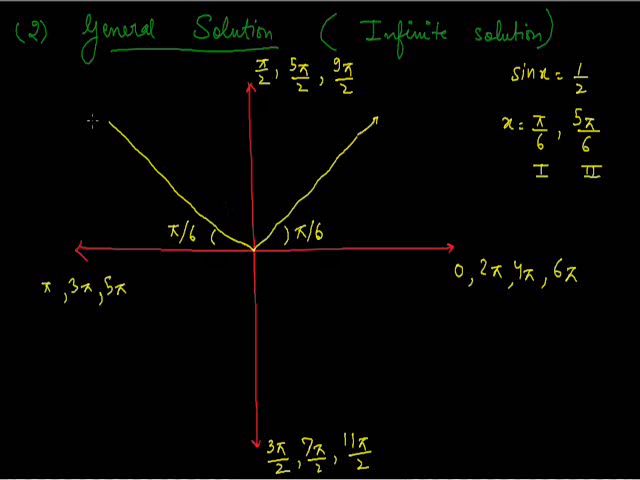 (2) General Solution (Infinite solution)
π/2, 5π/2, 9π/2
sinx = 1/2
x = π/6, 5π/6
I II
π/6 π/6
0, 2π, 4π, 6π
π, 3π, 5π
3π/2, 7π/2, 11π/2